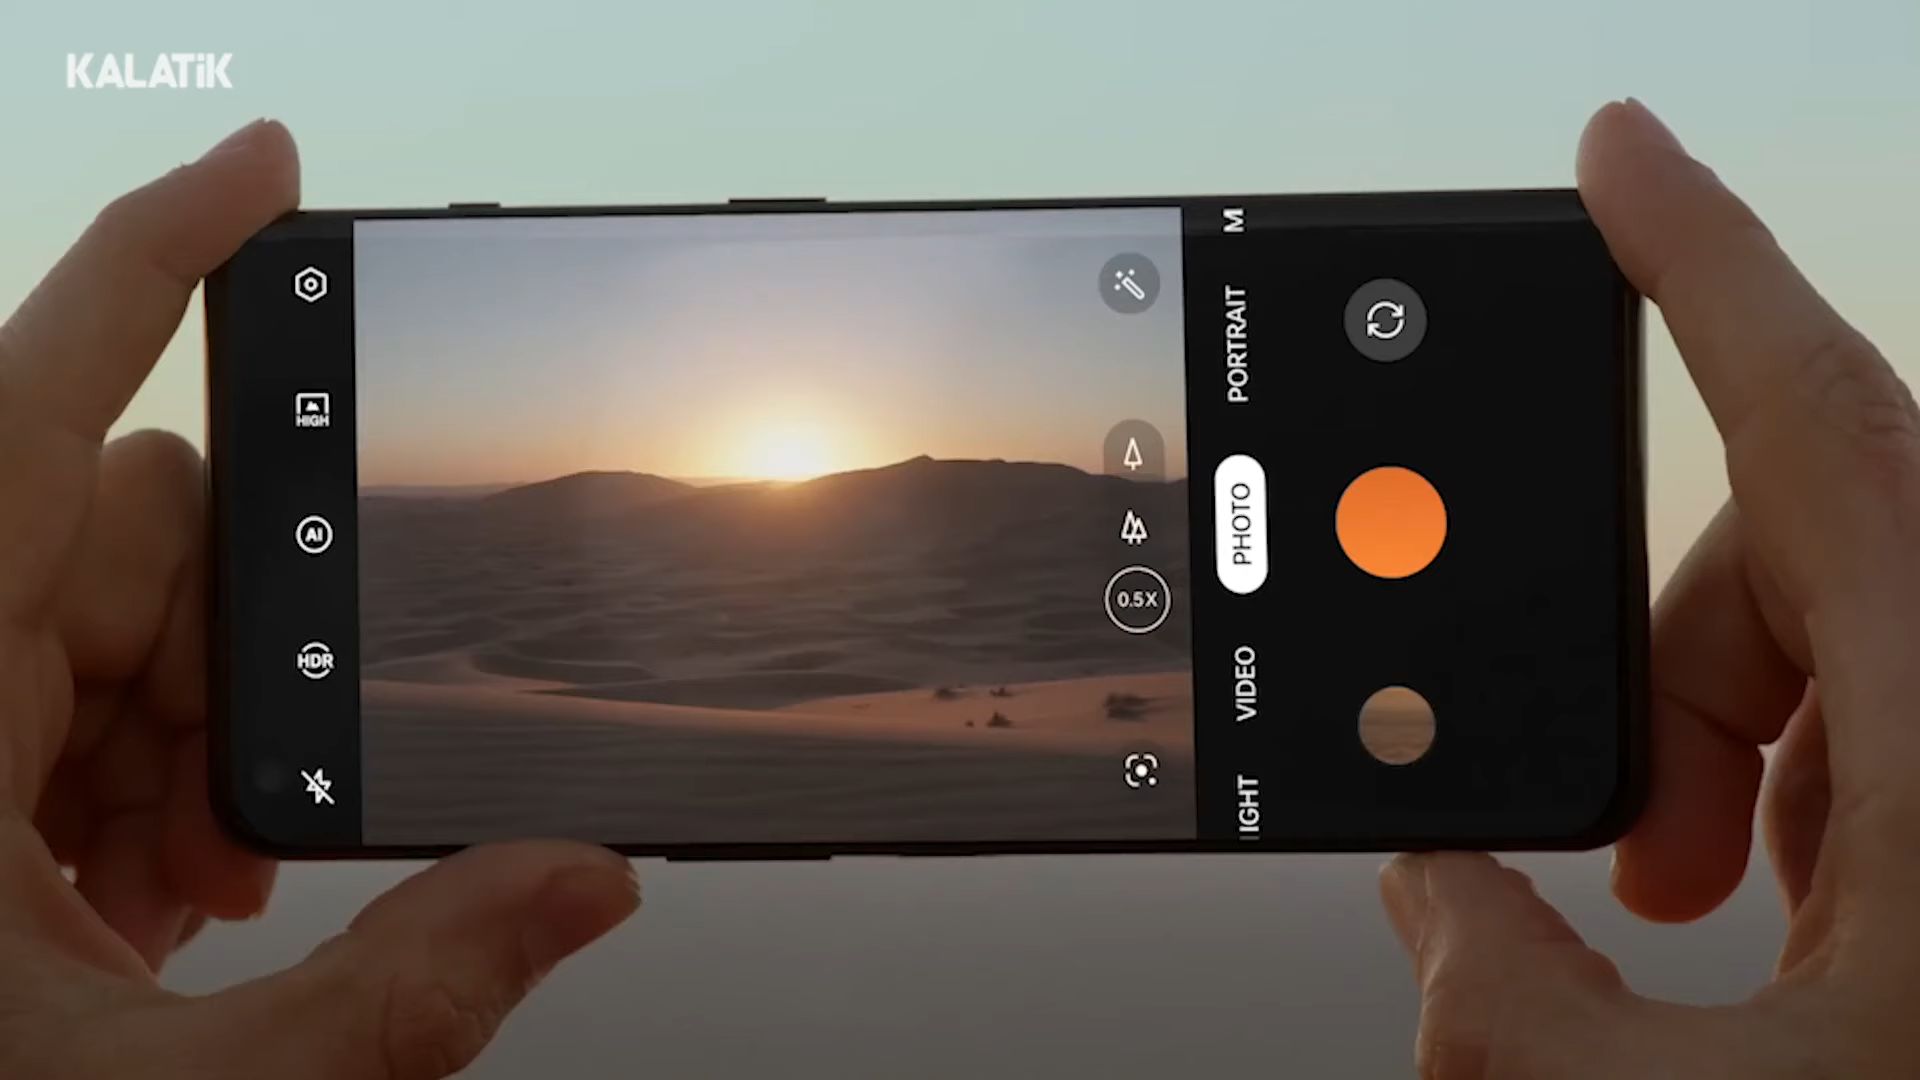 KALATiK
HIGH
AI
HDR
0.5X
M
PORTRAIT
PHOTO
VIDEO
IGHT